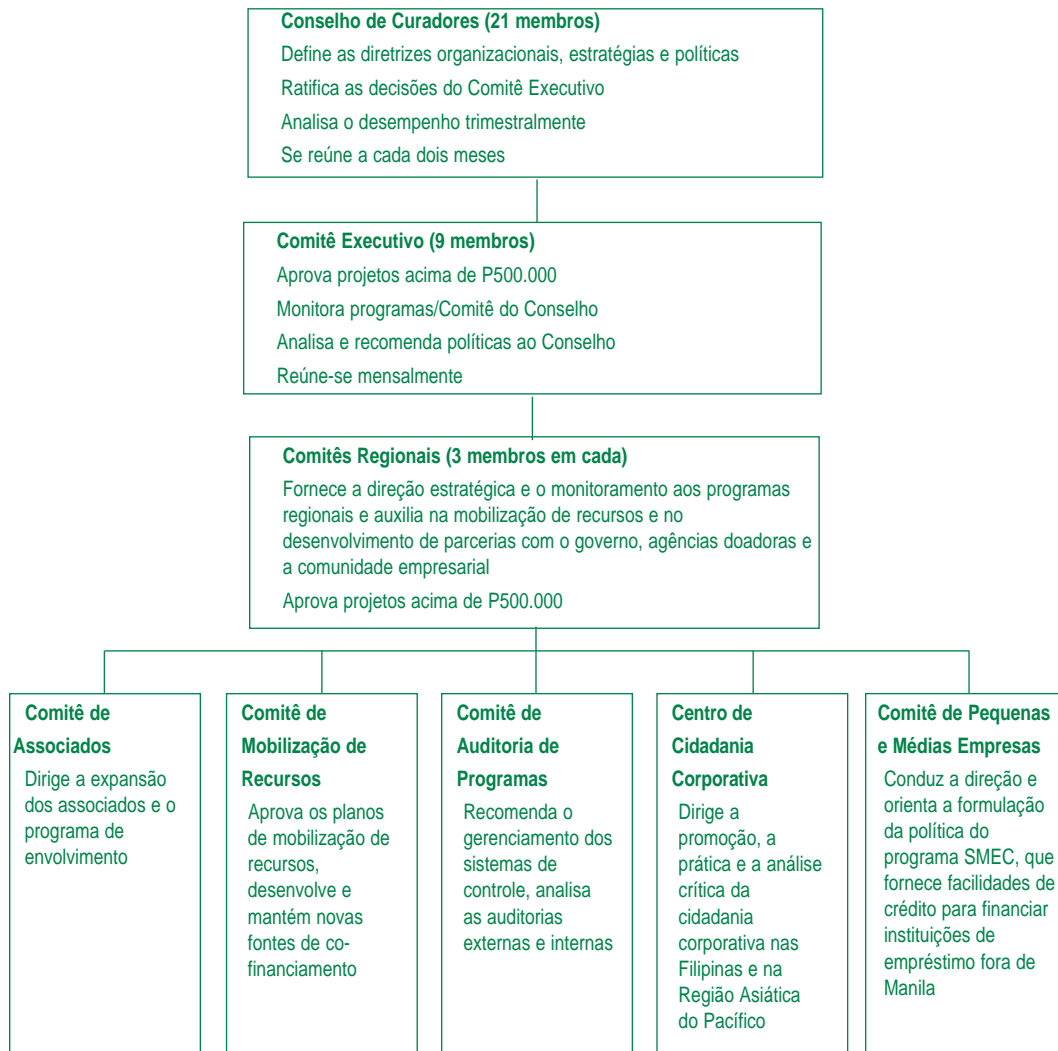 Conselho de Curadores (21 membros)
Define as diretrizes organizacionais, estratégias e políticas
Ratifica as decisões do Comitê Executivo
Analisa o desempenho trimestralmente
Se reúne a cada dois meses
Comitê Executivo (9 membros)
Aprova projetos acima de P500.000
Monitora programas/Comitê do Conselho
Analisa e recomenda políticas ao Conselho
Reúne-se mensalmente
Comitês Regionais (3 membros em cada)
Fornece a direção estratégica e o monitoramento aos programas
regionais e auxilia na mobilização de recursos e no
desenvolvimento de parcerias com o governo, agências doadoras e
a comunidade empresarial
Aprova projetos acima de P500.000
Comitê de
Associados
Dirige a expansão
dos associados e o
programa de
envolvimento
Comitê de
Mobilização de
Recursos
Aprova os planos
de mobilização de
recursos,
desenvolve e
mantém novas
fontes de co-
financiamento
Comitê de
Auditoria de
Programas
Recomenda o
gerenciamento dos
sistemas de
controle, analisa
as auditorias
externas e internas
Centro de
Cidadania
Corporativa
Dirige a
promoção, a
prática e a análise
crítica da
cidadania
corporativa nas
Filipinas e na
Região Asiática
do Pacífico
Comitê de Pequenas
e Médias Empresas
Conduz a direção e
orienta a formulação
da política do
programa SMEC, que
fornece facilidades de
crédito para financiar
instituições de
empréstimo fora de
Manila